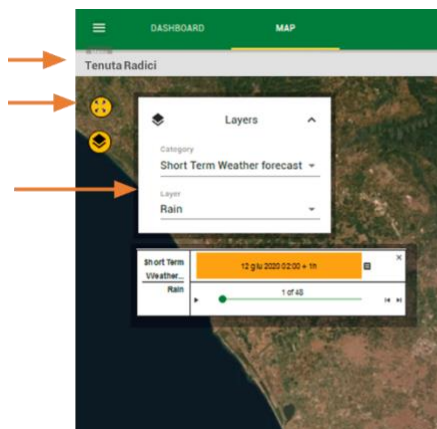 DASHBOARD MAP
Tenuta Radici
Layers
Category
Short Term Weather forecast
Layer
Rain
Short Term
Weather...
12 giu 2020 02:00 + 1h
Rain
1 of 48